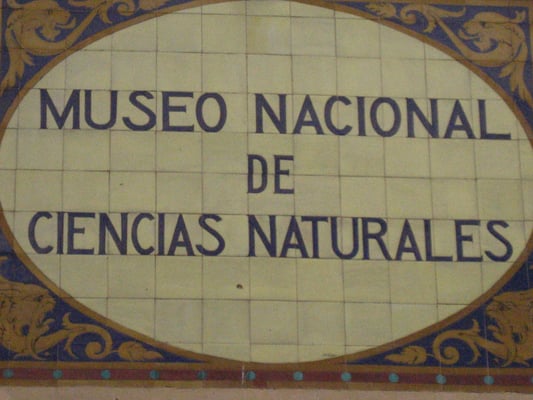 MUSEO NACIONAL
DE
CIENCIAS NATURALES